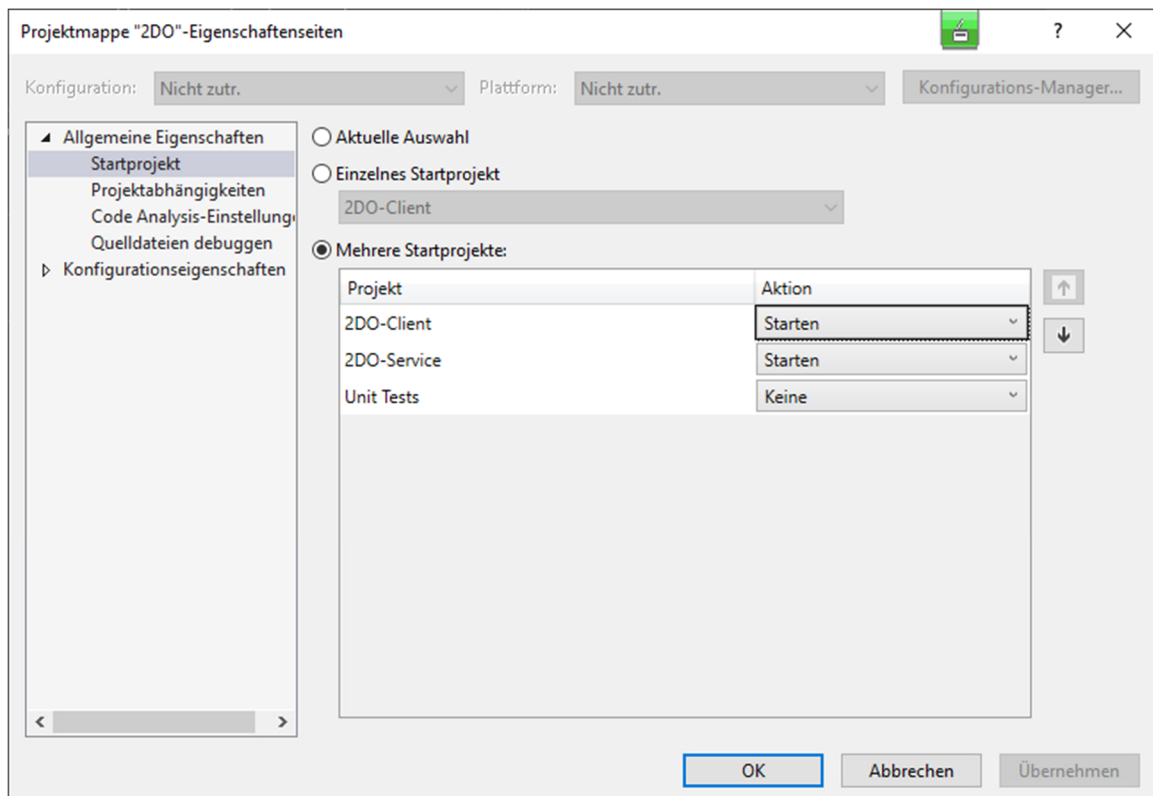 Projektmappe "2DO"-Eigenschaftenseiten ?
Konfiguration: Nicht zutr. Plattform: Nicht zutr. Konfigurations-Manager...
Allgemeine Eigenschaften
Startprojekt
Projektabhängigkeiten
Code Analysis-Einstellung
Quelldateien debuggen
Konfigurationseigenschaften
Aktuelle Auswahl
Einzelnes Startprojekt
2DO-Client
Mehrere Startprojekte:
Projekt Aktion
2DO-Client Starten
2DO-Service Starten
Unit Tests Keine
OK Abbrechen Übernehmen